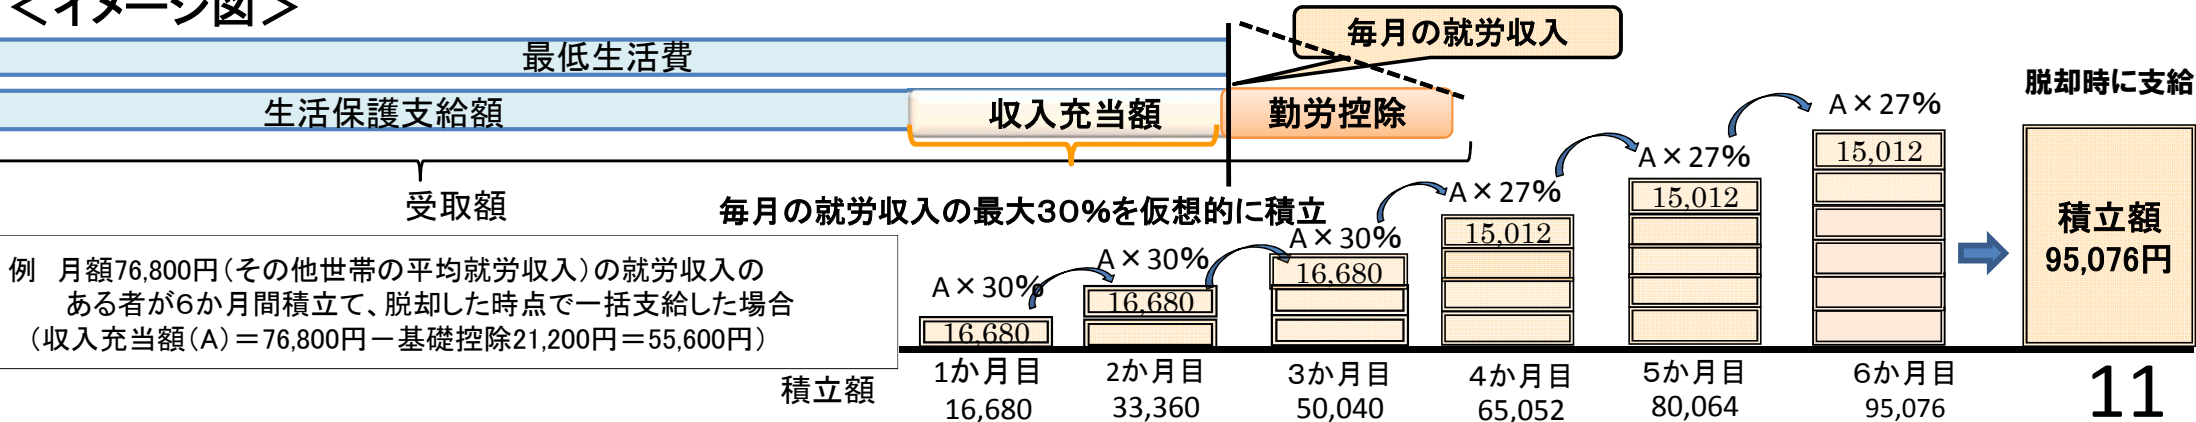 ＜イメージ図＞
毎月の就労収入
最低生活費
脱却時に支給
生活保護支給額
収入充当額
勤労控除
受取額
毎月の就労収入の最大30％を仮想的に積立
例　月額76,800円（その他世帯の平均就労収入）の就労収入の
ある者が６か月間積立て、脱却した時点で一括支給した場合
（収入充当額（A）＝76,800円－基礎控除21,200円＝55,600円）
A×30%
16,680
A×30%
16,680
A×30%
16,680
A×27%
15,012
A×27%
15,012
A×27%
15,012
積立額
95,076円
1か月目
2か月目
３か月目
４か月目
５か月目
６か月目
積立額
16,680
33,360
50,040
65,052
80,064
95,076
11